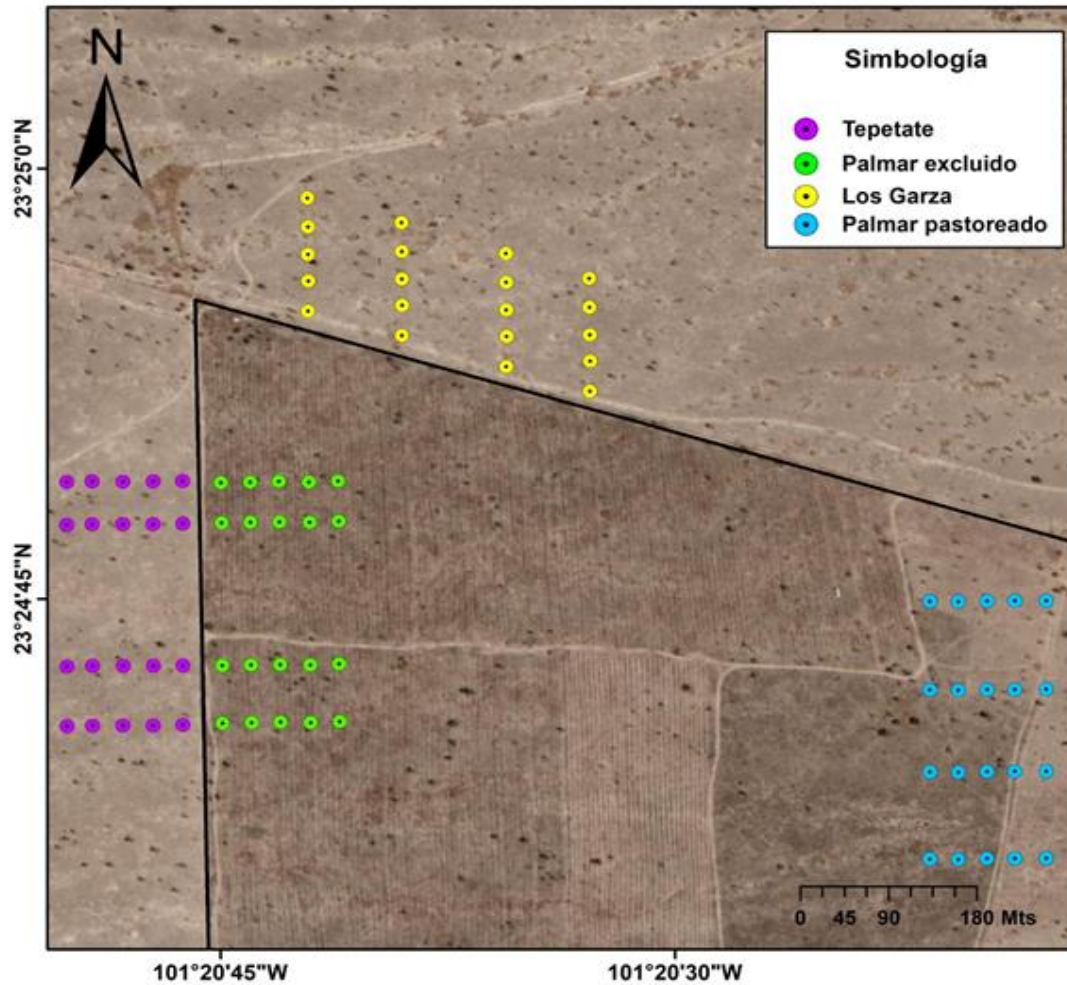 N
Simbología
Tepetate
Palmar excluido
Los Garza
Palmar pastoreado
23°25'0"N
23°24'45"N
0 45 90 180 Mts
101°20'45"W
101°20'30"W